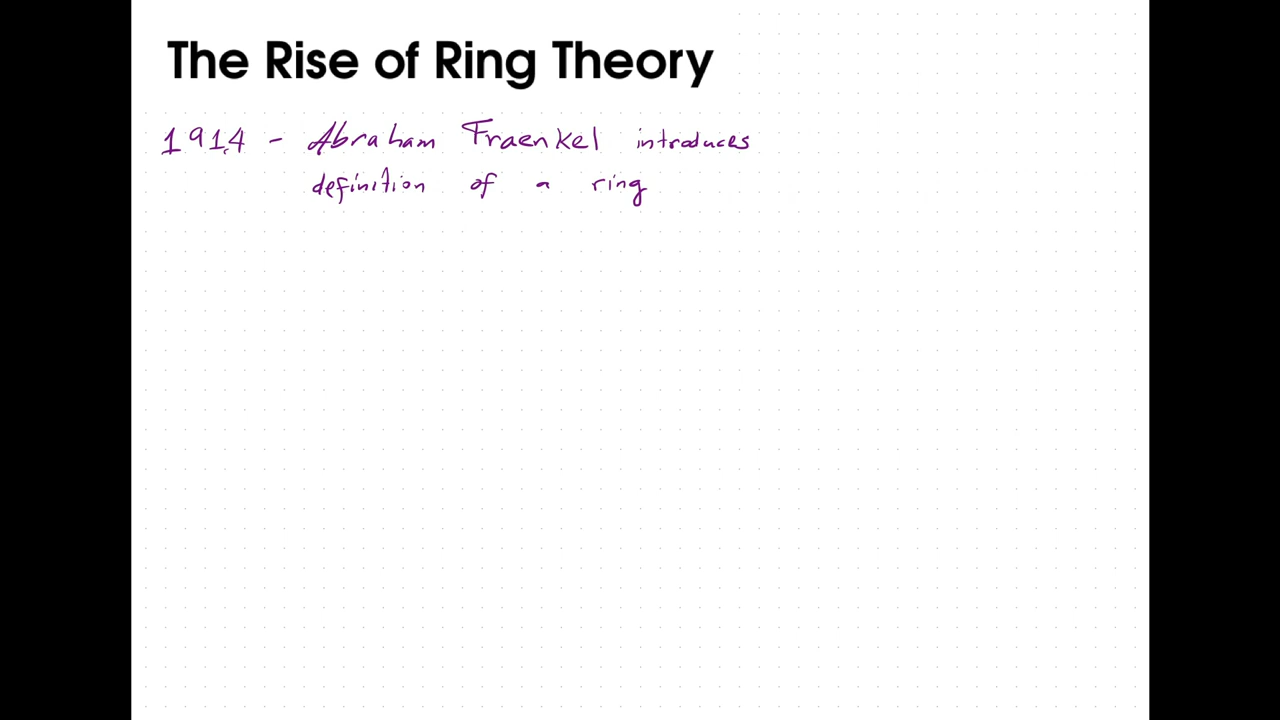 The Rise of Ring Theory
1914 - Abraham Fraenkel introduces
definition of a ring